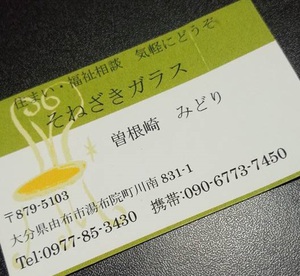 住まい・福祉相談 気軽にどうぞ
そねざきガラス
曽根崎 みどり
〒879-5103
大分県由布市湯布院町川南 831-1
Tel:0977-85-3430 携帯:090-6773-7450